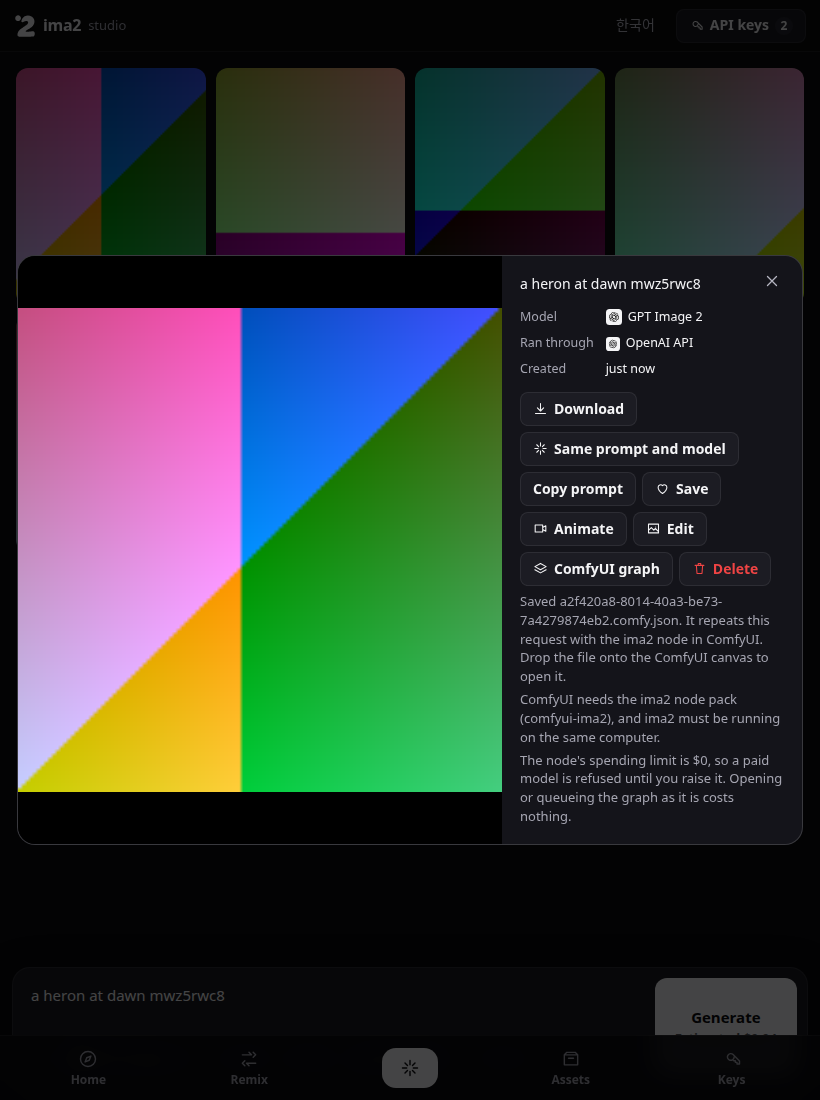 2 ima2 studio
한국어
API keys 2
a heron at dawn mwz5rwc8
Model GPT Image 2
Ran through OpenAI API
Created just now
Download
Same prompt and model
Copy prompt Save
Animate Edit
ComfyUI graph Delete
Saved a2f420a8-8014-40a3-be73-
7a4279874eb2.comfy.json. It repeats this
request with the ima2 node in ComfyUI.
Drop the file onto the ComfyUI canvas to
open it.
ComfyUI needs the ima2 node pack
(comfyui-ima2), and ima2 must be running
on the same computer.
The node's spending limit is $0, so a paid
model is refused until you raise it. Opening
or queueing the graph as it is costs
nothing.
a heron at dawn mwz5rwc8
Generate
Home Remix Assets Keys